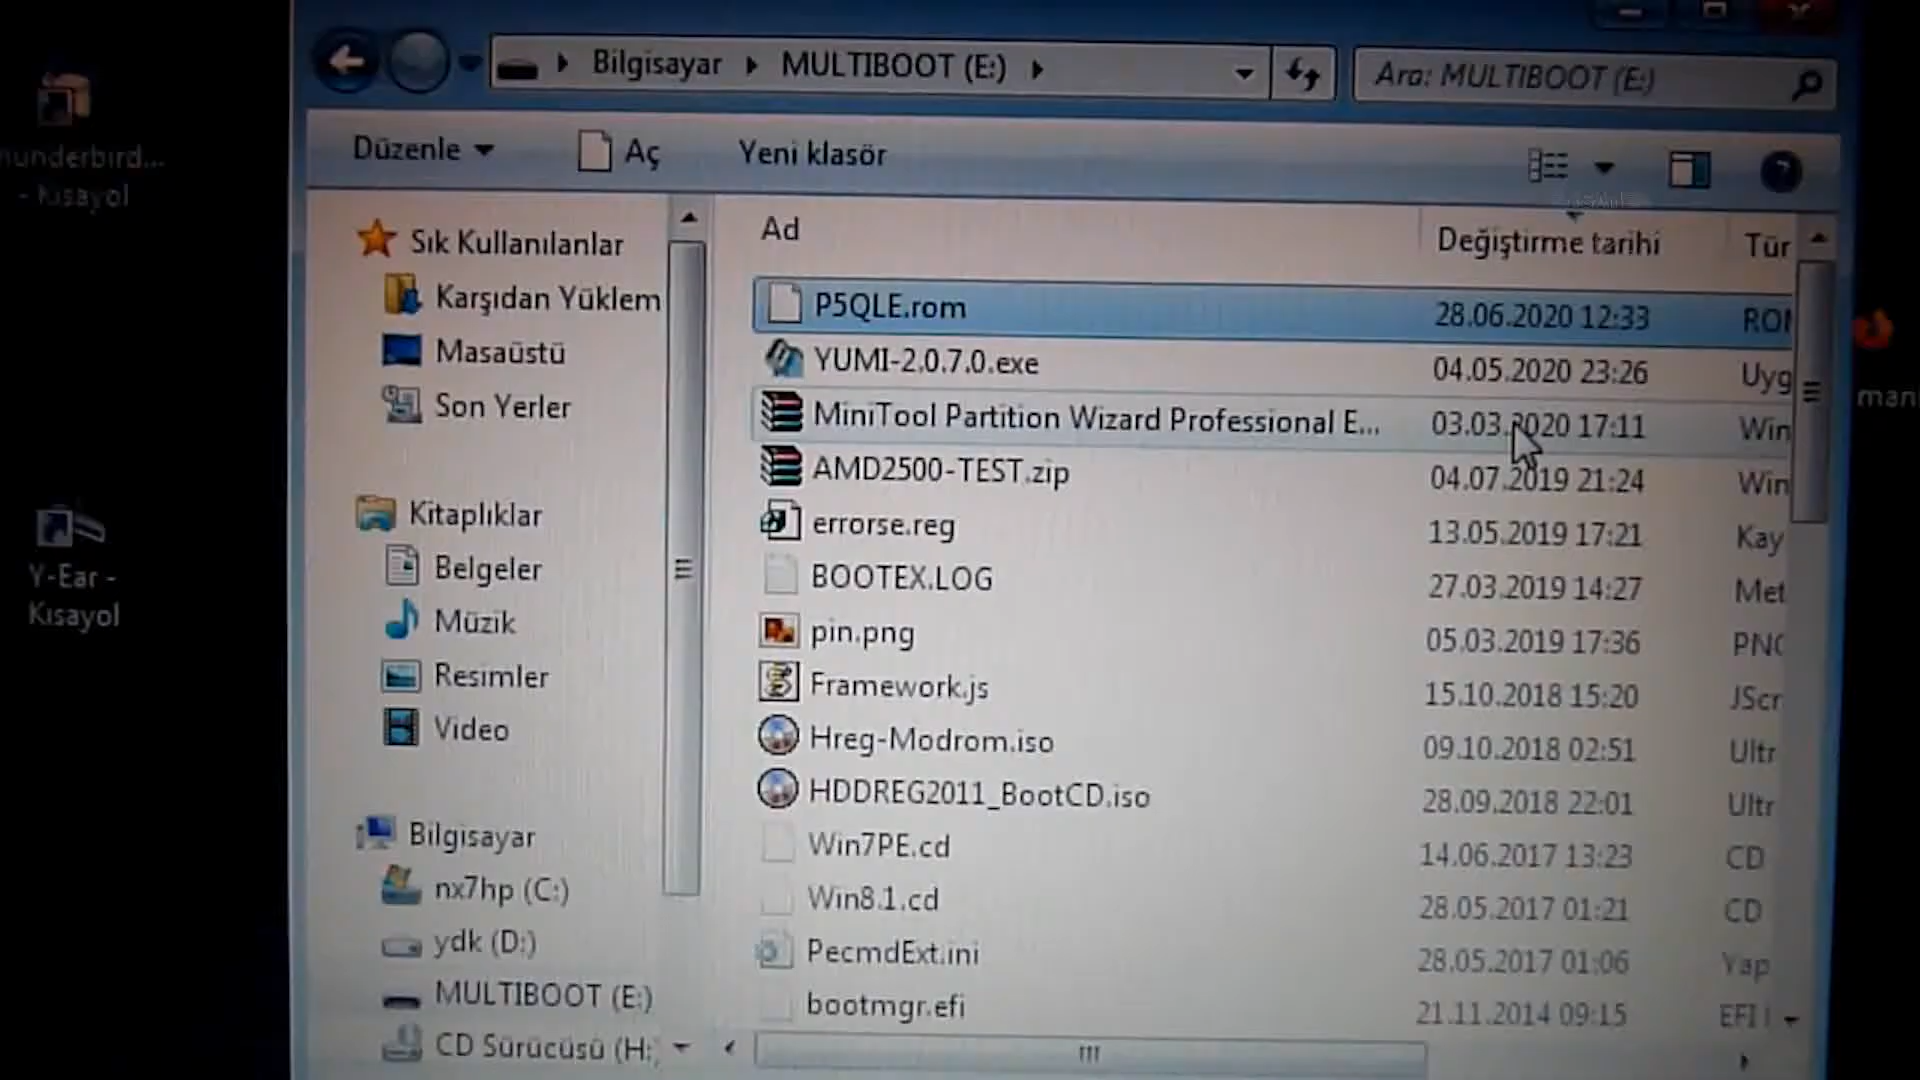 Bilgisayar
MULTIBOOT (E:)
Ara: MULTIBOOT (E:)
Düzenle
Aç
Yeni klasör
- Kısayol
Y-Ear -
Kısayol
Sık Kullanılanlar
Karşıdan Yüklem
Masaüstü
Son Yerler
Kitaplıklar
Belgeler
Müzik
Resimler
Video
Bilgisayar
nx7hp (C:)
ydk (D:)
MULTIBOOT (E:)
CD Sürücüsü (H:)
Ad
Değiştirme tarihi
Tür
P5QLE.rom
28.06.2020 12:33
ROM
YUMI-2.0.7.0.exe
04.05.2020 23:26
Uyg
MiniTool Partition Wizard Professional E...
03.03.2020 17:11
Win
AMD2500-TEST.zip
04.07.2019 21:24
Win
errorse.reg
13.05.2019 17:21
Kay
BOOTEX.LOG
27.03.2019 14:27
Met
pin.png
05.03.2019 17:36
PNG
Framework.js
15.10.2018 15:20
JScr
Hreg-Modrom.iso
09.10.2018 02:51
Ultr
HDDREG2011_BootCD.iso
28.09.2018 22:01
Ultr
Win7PE.cd
14.06.2017 13:23
CD
Win8.1.cd
28.05.2017 01:21
CD
PecmdExt.ini
28.05.2017 01:06
Yap
bootmgr.efi
21.11.2014 09:15
EFI
man